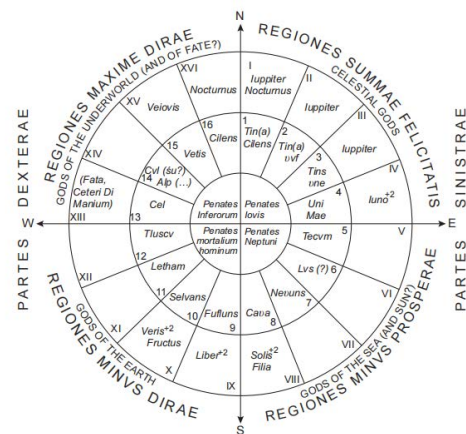 N
REGIONES MAXIME DIRAE
GODS OF THE UNDERWORLD (AND OF FATE?)
REGIONES SUMMAE FELICITATIS
CELESTIAL GODS
PARTES DEXTERAE
W
PARTES SINISTRAE
E
REGIONES MINVS DIRAE
GODS OF THE EARTH
REGIONES MINVS PROSPERAE
GODS OF THE SEA (AND SUN?)
S
I
Iuppiter
Nocturnus
II
Iuppiter
III
Iuppiter
IV
Iuno+2
V
VI
VII
VIII
Solis+2
Filia
IX
Liber+2
X
Veris+2
Fructus
XI
XII
XIII
(Fata,
Ceteri Di
Manium)
XIV
XV
Veiovis
XVI
Nocturnus
1
Tin(a)
Cilens
2
Tin(a)
υvf
3
Tins
υne
4
Uni
Mae
5
Tecvm
6
Lvs (?)
7
Neυuns
8
Caυa
9
Fufluns
10
Selvans
11
Letham
12
Tluscv
13
Cel
14
Cvl (śu?)
Alp (...)
15
Vetis
16
Cilens
Penates
Inferorum
Penates
Iovis
Penates
mortalium
hominum
Penates
Neptuni